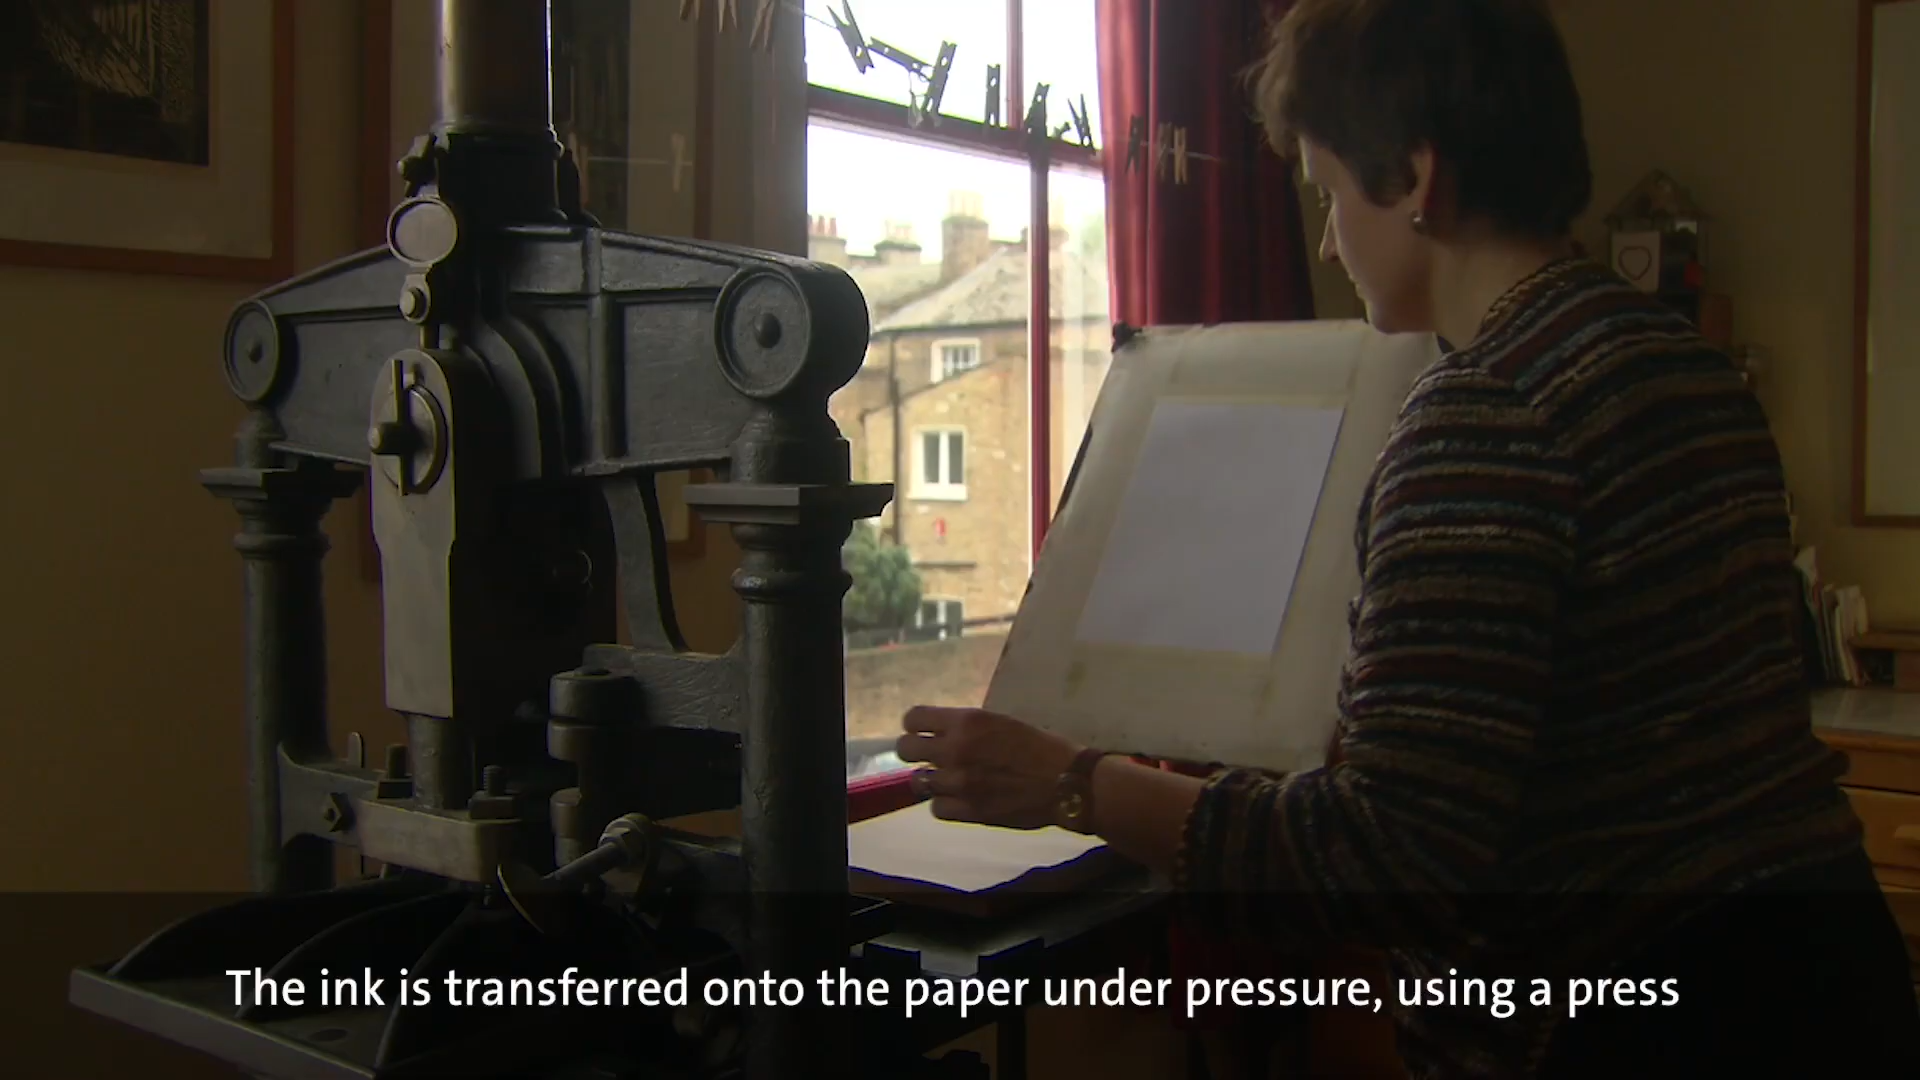 The ink is transferred onto the paper under pressure, using a press